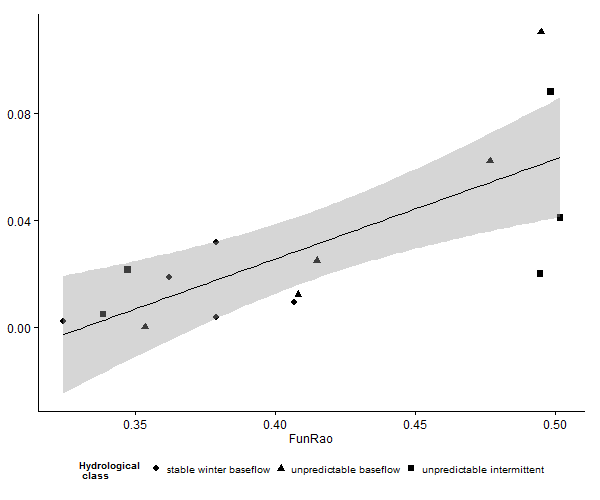 0.08
0.04
0.00
0.35 0.40 0.45 0.50
FunRao
Hydrological
class
stable winter baseflow unpredictable baseflow unpredictable intermittent